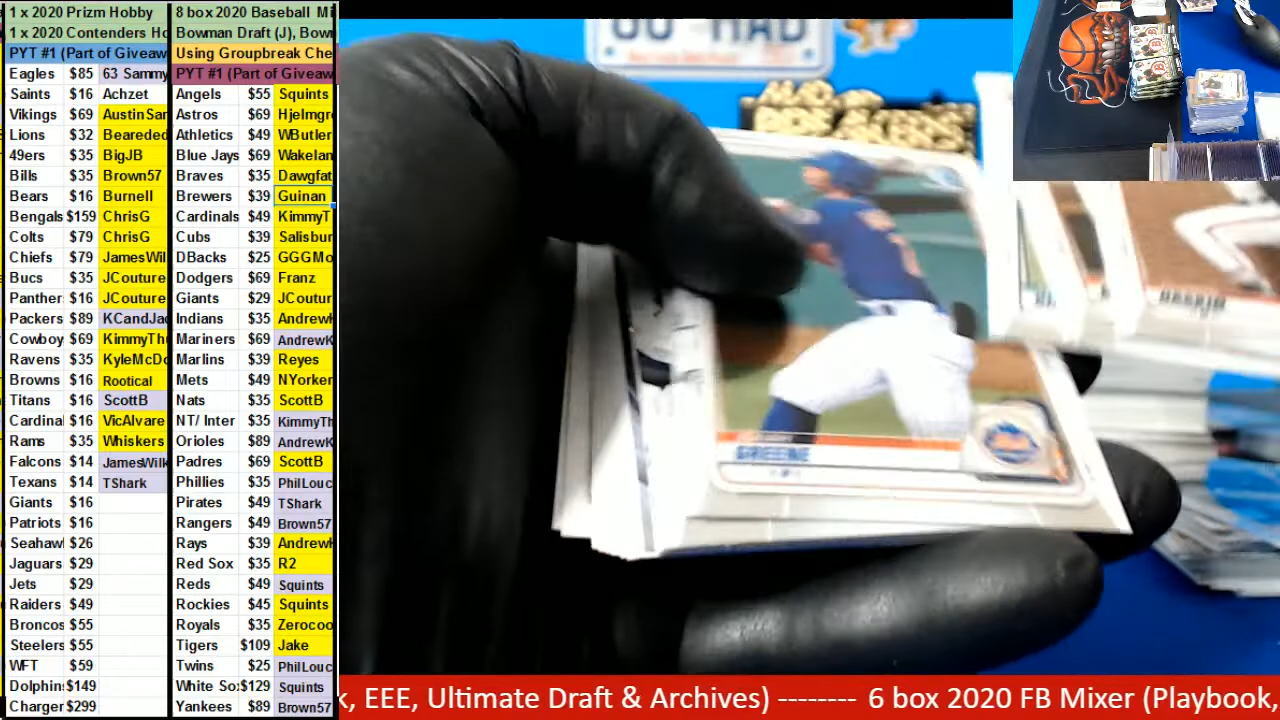 1 x 2020 Prizm Hobby
1 x 2020 Contenders Ho
PYT #1 (Part of Giveaw
Eagles $85 63 Sammy
Saints $16 Achzet
Vikings $69 AustinSar
Lions $32 Bearded
49ers $35 BigJB
Bills $35 Brown57
Bears $16 Burnell
Bengals $159 ChrisG
Colts $79 ChrisG
Chiefs $79 JamesWil
Bucs $35 JCouture
Panther $16 JCouture
Packers $89 KCandJac
Cowboy $69 KimmyTh
Ravens $35 KyleMcDo
Browns $16 Rootical
Titans $16 ScottB
Cardinal $16 VicAlvare
Rams $35 Whiskers
Falcons $14 JamesWilk
Texans $14 TShark
Giants $16
Patriots $16
Seahaw $26
Jaguars $29
Jets $29
Raiders $49
Broncos $55
Steelers $55
WFT $59
Dolphin $149
Charger $299
8 box 2020 Baseball Mi
Bowman Draft (J), Bow
Using Groupbreak Che
PYT #1 (Part of Giveaw
Angels $55 Squints
Astros $69 Hjelmgr
Athletics $49 WButler
Blue Jays $69 Wakelan
Braves $35 Dawgfat
Brewers $39 Guinan
Cardinals $49 KimmyT
Cubs $39 Salisbur
DBacks $25 GGGMo
Dodgers $69 Franz
Giants $29 JCoutur
Indians $35 AndrewK
Mariners $69 AndrewK
Marlins $39 Reyes
Mets $49 NYorker
Nats $35 ScottB
NT/ Inter $35 KimmyTh
Orioles $89 AndrewK
Padres $69 ScottB
Phillies $35 PhilLouc
Pirates $49 TShark
Rangers $49 Brown57
Rays $39 AndrewK
Red Sox $35 R2
Reds $49 Squints
Rockies $45 Squints
Royals $35 Zerocoo
Tigers $109 Jake
Twins $25 PhilLouc
White So $129 Squints
Yankees $89 Brown57
GREENE
k, EEE, Ultimate Draft & Archives) -------- 6 box 2020 FB Mixer (Playbook,